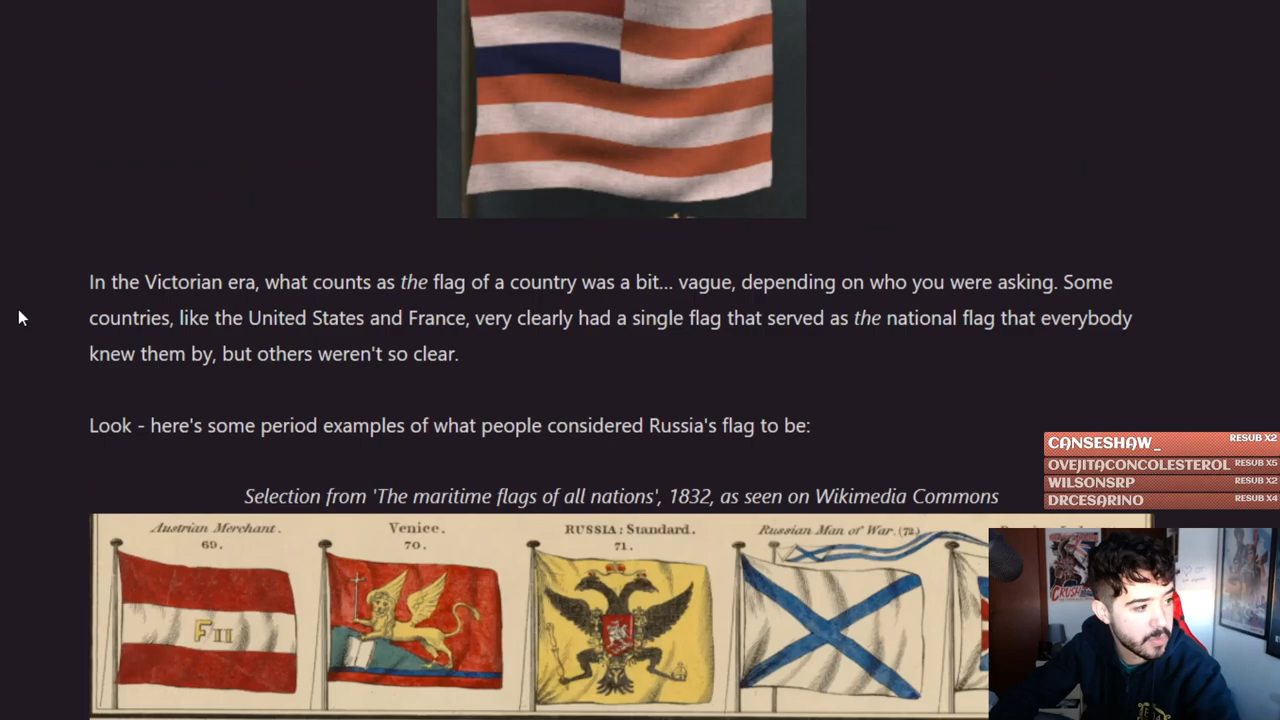 In the Victorian era, what counts as the flag of a country was a bit... vague, depending on who you were asking. Some
countries, like the United States and France, very clearly had a single flag that served as the national flag that everybody
knew them by, but others weren't so clear.
Look - here's some period examples of what people considered Russia's flag to be:
CANSESHAW_ RESUB X2
OVEJITACONCOLESTEROL RESUB X5
WILSONSRP RESUB X2
DRCESARINO RESUB X4
Selection from 'The maritime flags of all nations', 1832, as seen on Wikimedia Commons
Austrian Merchant.
69.
Venice.
70.
RUSSIA: Standard.
71.
Russian Man of War. (72.)
F II
CRUSH